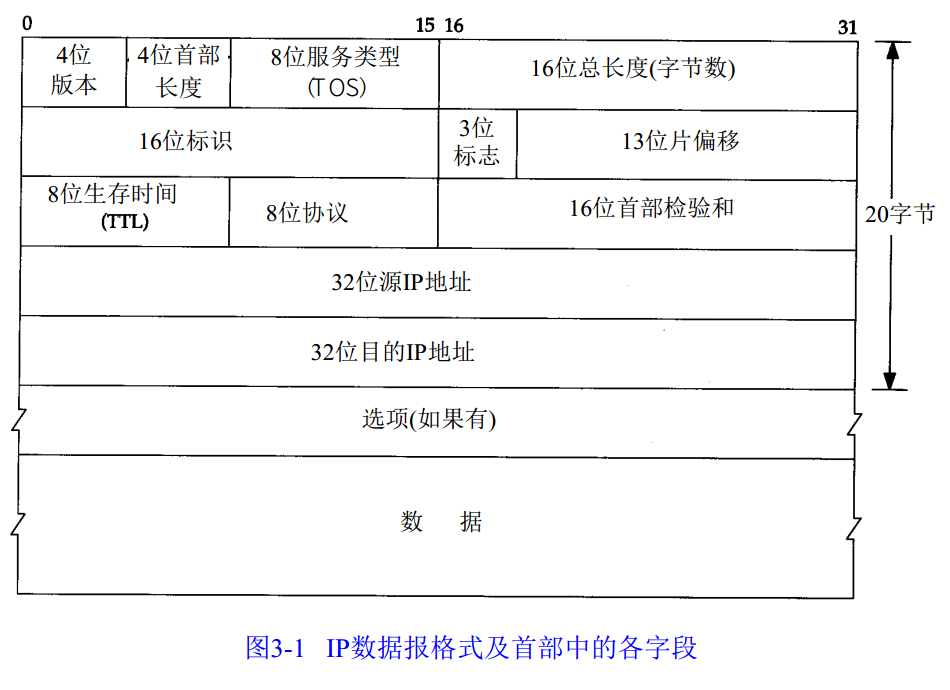 0 15 16 31
4位 版本
4位首部 长度
8位服务类型 (TOS)
16位总长度(字节数)
16位标识
3位 标志
13位片偏移
8位生存时间 (TTL)
8位协议
16位首部检验和
20字节
32位源IP地址
32位目的IP地址
选项(如果有)
数 据
图3-1 IP数据报格式及首部中的各字段